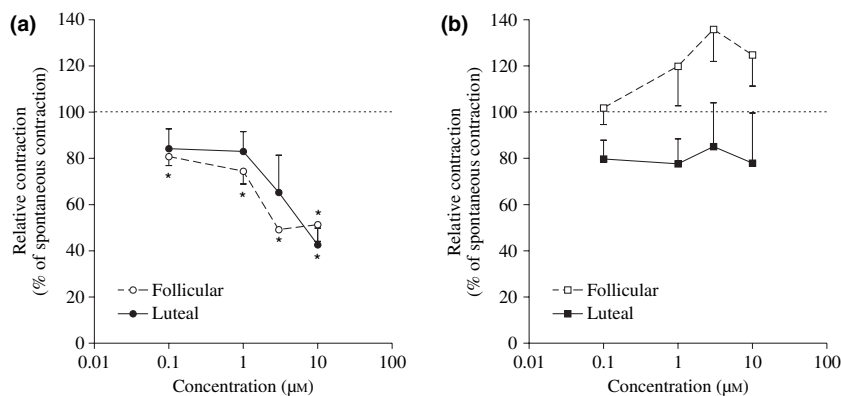 (a)
140
120
100
80
60
40
20
0
Relative contraction
(% of spontaneous contraction)
*
*
*
*
*
Follicular
Luteal
0.01
0.1
1
10
100
Concentration (μM)
(b)
140
120
100
80
60
40
20
0
Relative contraction
(% of spontaneous contraction)
Follicular
Luteal
0.01
0.1
1
10
100
Concentration (μM)